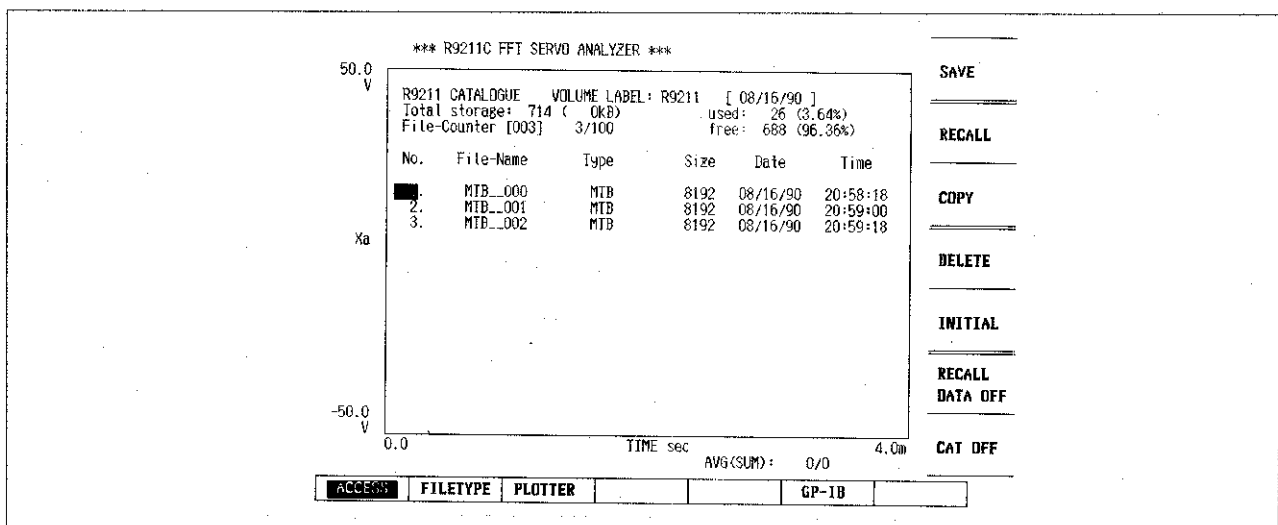 *** R9211C FFT SERVO ANALYZER ***
50.0
V
R9211 CATALOGUE VOLUME LABEL: R9211 [ 08/16/90 ]
Total storage: 714 ( 0KB) used: 26 (3.64%)
File-Counter [003] 3/100 free: 688 (96.36%)
No. File-Name Type Size Date Time
. MTB__000 MTB 8192 08/16/90 20:58:18
2. MTB__001 MTB 8192 08/16/90 20:59:00
3. MTB__002 MTB 8192 08/16/90 20:59:18
Xa
-50.0
V
0.0 TIME sec 4.0m
AVG(SUM): 0/0
SAVE
RECALL
COPY
DELETE
INITIAL
RECALL
DATA OFF
CAT OFF
ACCESS FILETYPE PLOTTER GP-IB